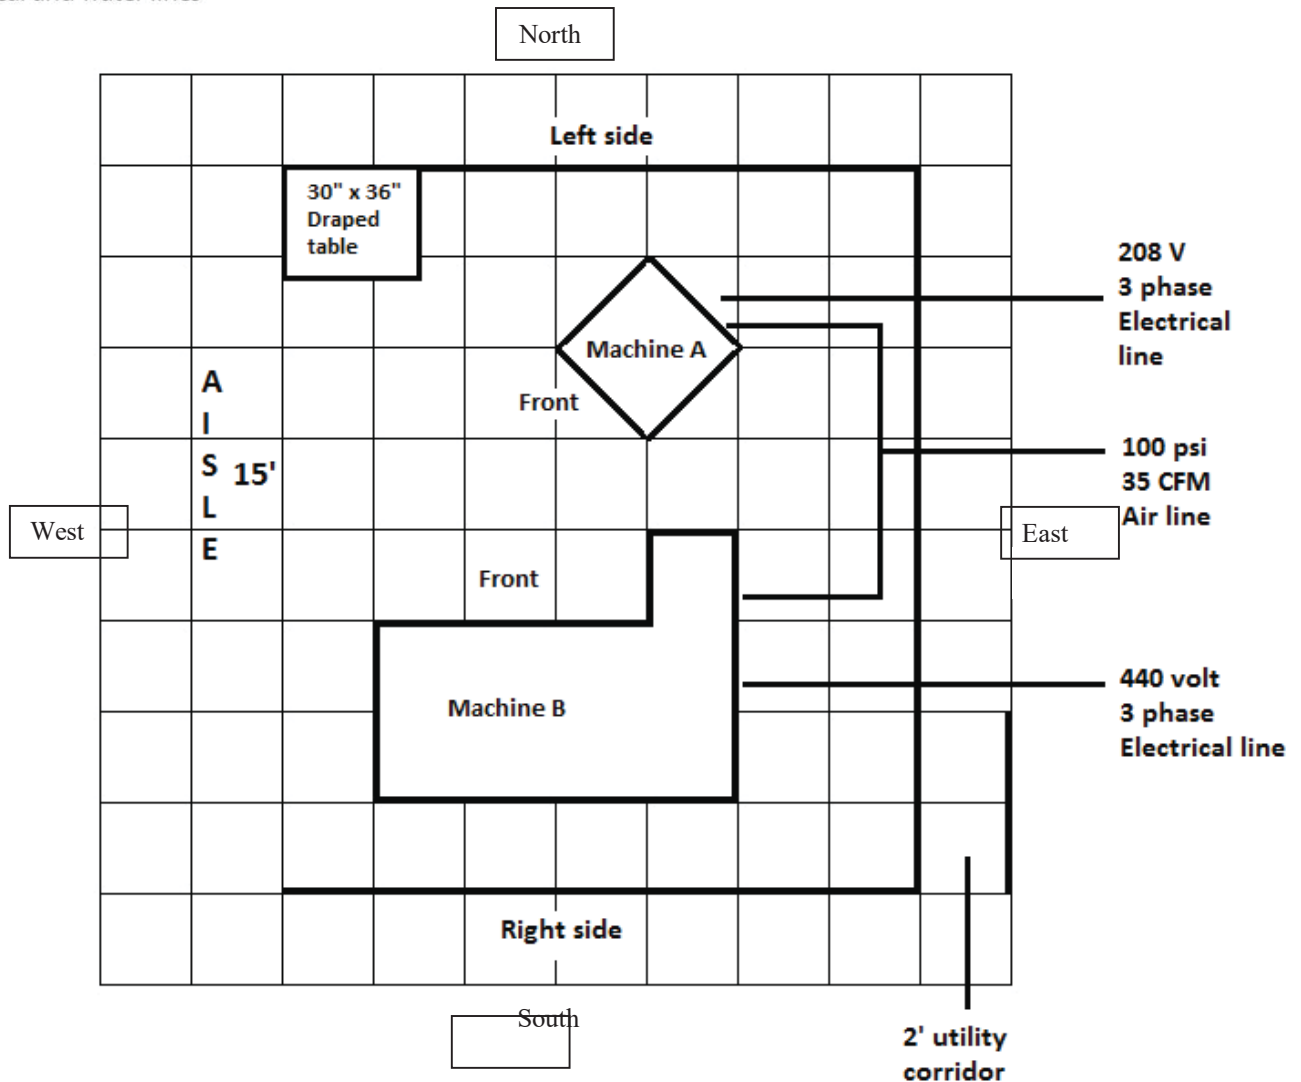 North
Left side
30" x 36"
Draped
table
208 V
3 phase
Electrical
line
Machine A
Front
A
I
S
L
E
15'
100 psi
35 CFM
Air line
West
East
Front
440 volt
3 phase
Electrical line
Machine B
Right side
South
2' utility
corridor